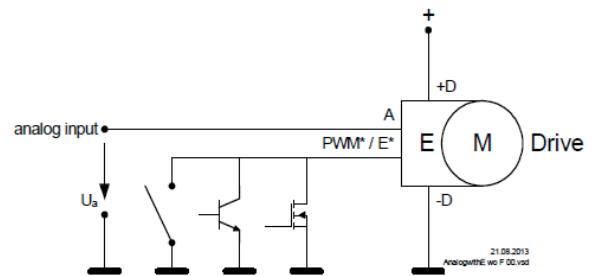 +
+D
A
analog input
PWM* / E*
E
M
Drive
Ua
-D
21.08.2013
AnalogwithE wo F 00.vsd